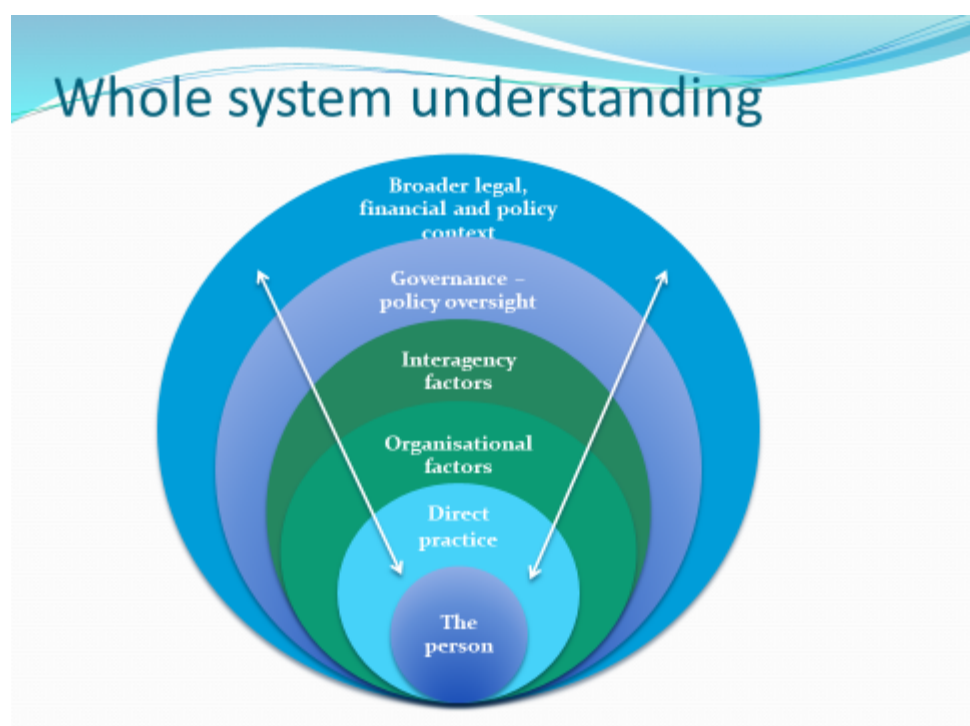 Whole system understanding
Broader legal,
financial and policy
context
Governance –
policy oversight
Interagency
factors
Organisational
factors
Direct
practice
The
person